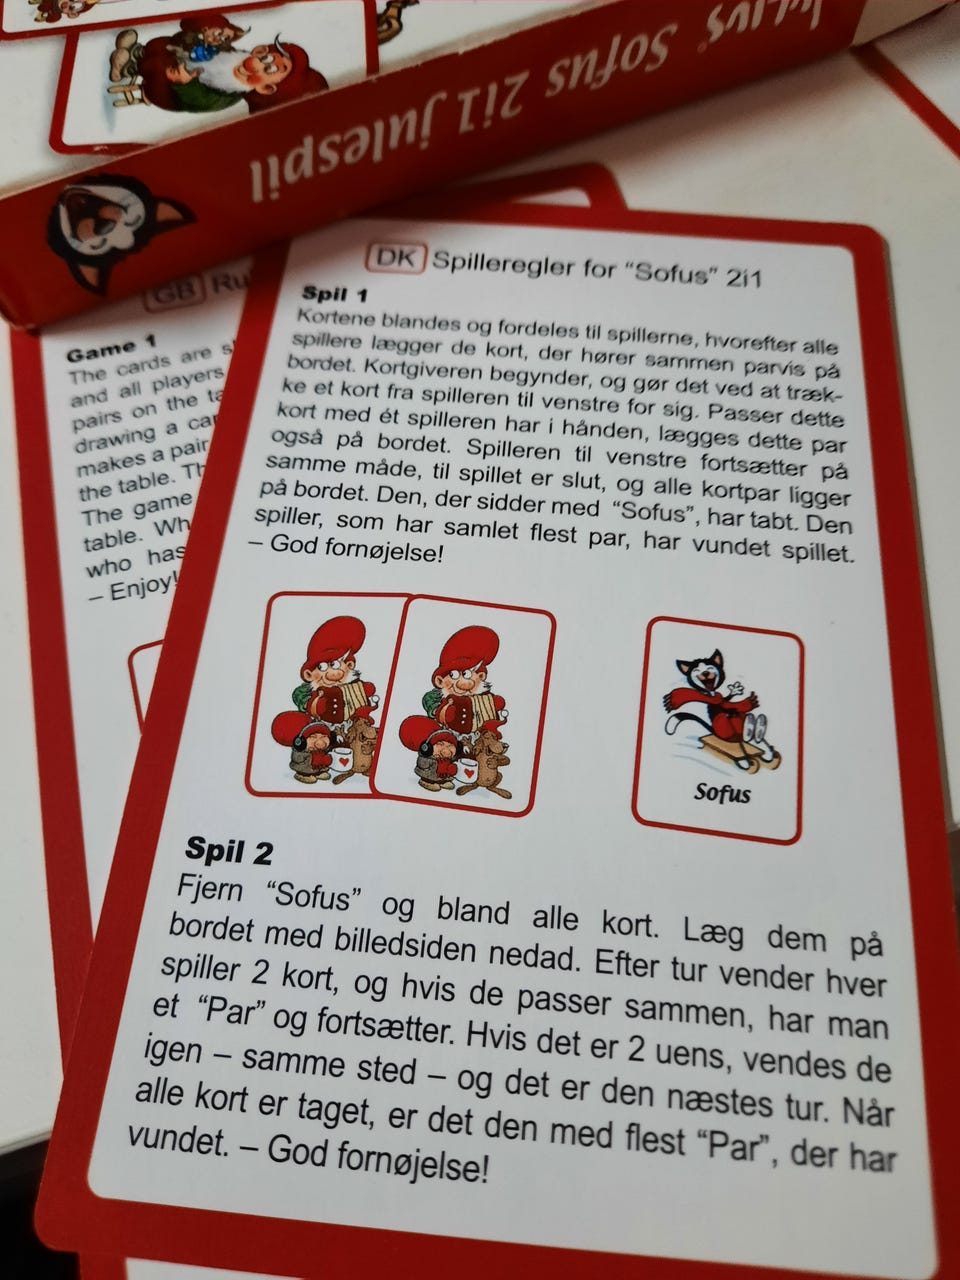 Sofus 2i1 julespil
DK Spilleregler for “Sofus” 2i1
Spil 1
Kortene blandes og fordeles til spillerne, hvorefter alle
spillere lægger de kort, der hører sammen parvis på
bordet. Kortgiveren begynder, og gør det ved at træk-
ke et kort fra spilleren til venstre for sig. Passer dette
kort med ét spilleren har i hånden, lægges dette par
også på bordet. Spilleren til venstre fortsætter på
samme måde, til spillet er slut, og alle kortpar ligger
på bordet. Den, der sidder med “Sofus”, har tabt. Den
spiller, som har samlet flest par, har vundet spillet.
– God fornøjelse!
Sofus
Spil 2
Fjern “Sofus” og bland alle kort. Læg dem på
bordet med billedsiden nedad. Efter tur vender hver
spiller 2 kort, og hvis de passer sammen, har man
et “Par” og fortsætter. Hvis det er 2 uens, vendes de
igen – samme sted – og det er den næstes tur. Når
alle kort er taget, er det den med flest “Par”, der har
vundet. – God fornøjelse!
GB Ru
Game 1
The cards are s
and all players
pairs on the ta
drawing a car
makes a pair
the table. Th
The game
table. Wh
who has
– Enjoy!